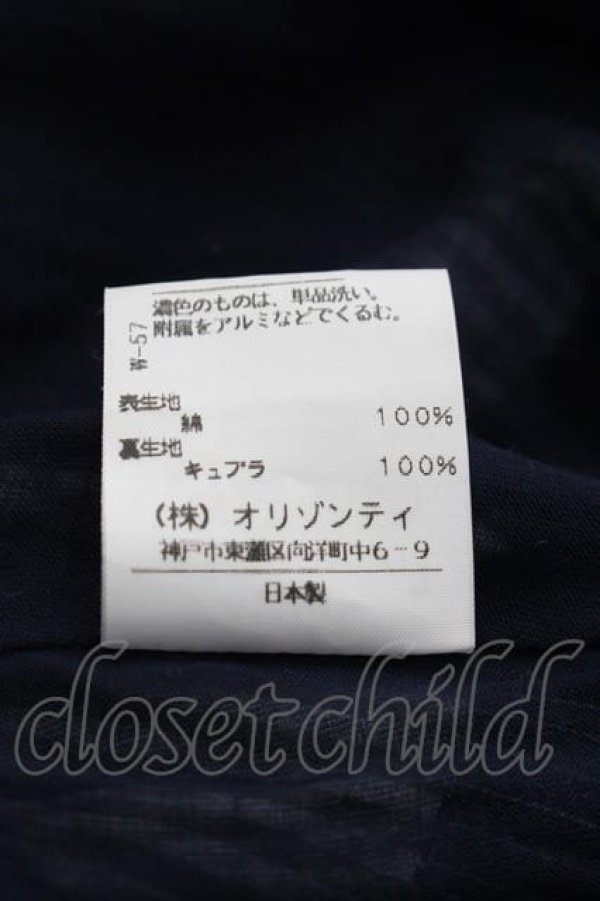 濃色のものは、単品洗い。
附属をアルミなどでくるむ。
W-57
表生地
綿 100%
裏生地
キュプラ 100%
(株) オリゾンティ
神戸市東灘区向洋町中6-9
日本製
closetchild